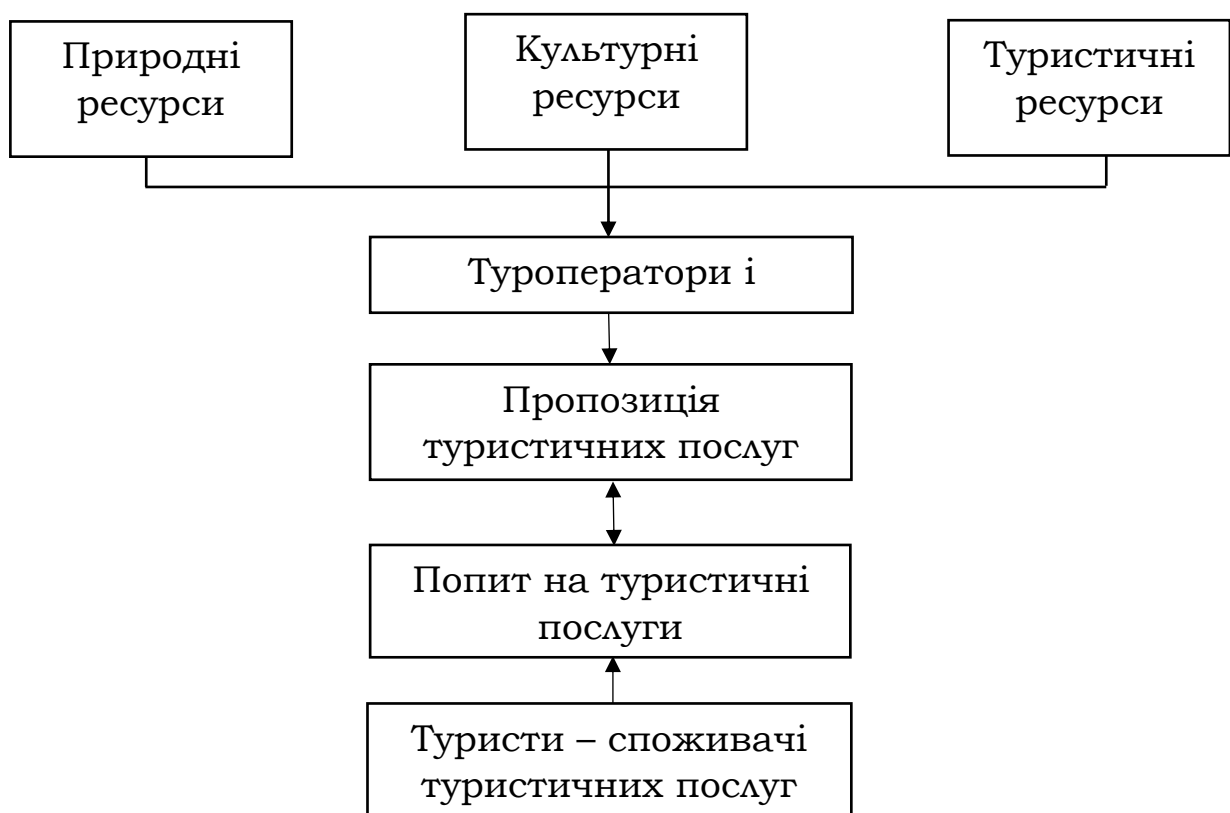 Природні
ресурси
Культурні
ресурси
Туристичні
ресурси
Туроператори і
Пропозиція
туристичних послуг
Попит на туристичні
послуги
Туристи – споживачі
туристичних послуг